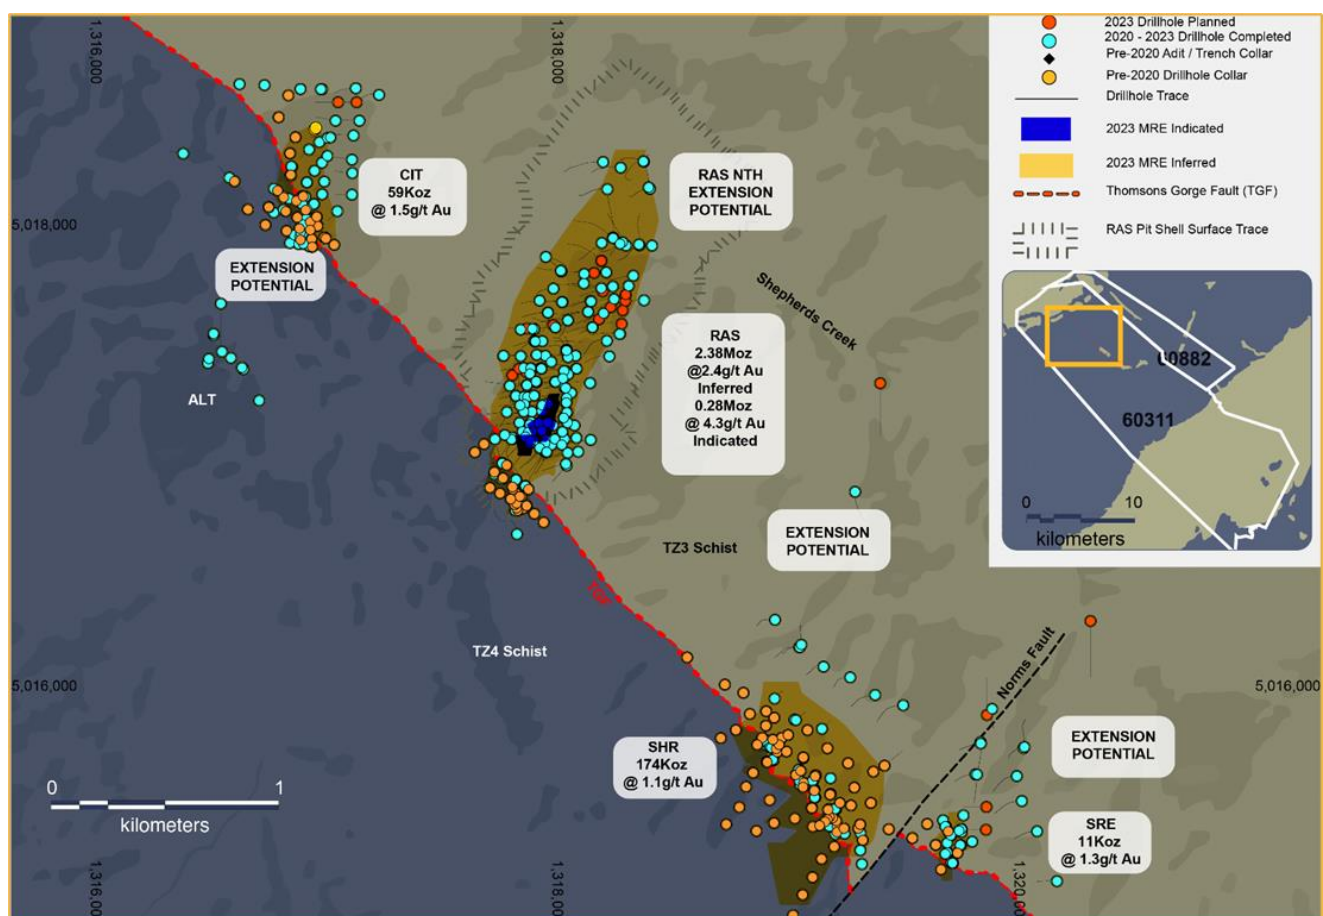 1,316,000
1,318,000
2023 Drillhole Planned
2020 - 2023 Drillhole Completed
Pre-2020 Adit / Trench Collar
Pre-2020 Drillhole Collar
Drillhole Trace
2023 MRE Indicated
2023 MRE Inferred
Thomsons Gorge Fault (TGF)
RAS Pit Shell Surface Trace
CIT
59Koz
@ 1.5g/t Au
RAS NTH
EXTENSION
POTENTIAL
5,018,000
EXTENSION
POTENTIAL
Shepherds Creek
RAS
2.38Moz
@2.4g/t Au
Inferred
0.28Moz
@ 4.3g/t Au
Indicated
60882
60311
0 10
kilometers
ALT
EXTENSION
POTENTIAL
TZ3 Schist
TGF
TZ4 Schist
Norms Fault
5,016,000
5,016,000
SHR
174Koz
@ 1.1g/t Au
EXTENSION
POTENTIAL
0 1
kilometers
SRE
11Koz
@ 1.3g/t Au
1,316,00
1,318,00
1,320,00